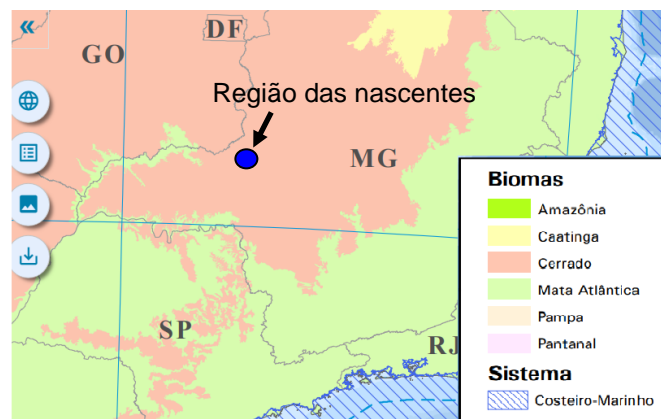 DF
GO
Região das nascentes
MG
Biomas
Amazônia
Caatinga
Cerrado
Mata Atlântica
Pampa
Pantanal
SP
RJ
Sistema
Costeiro-Marinho